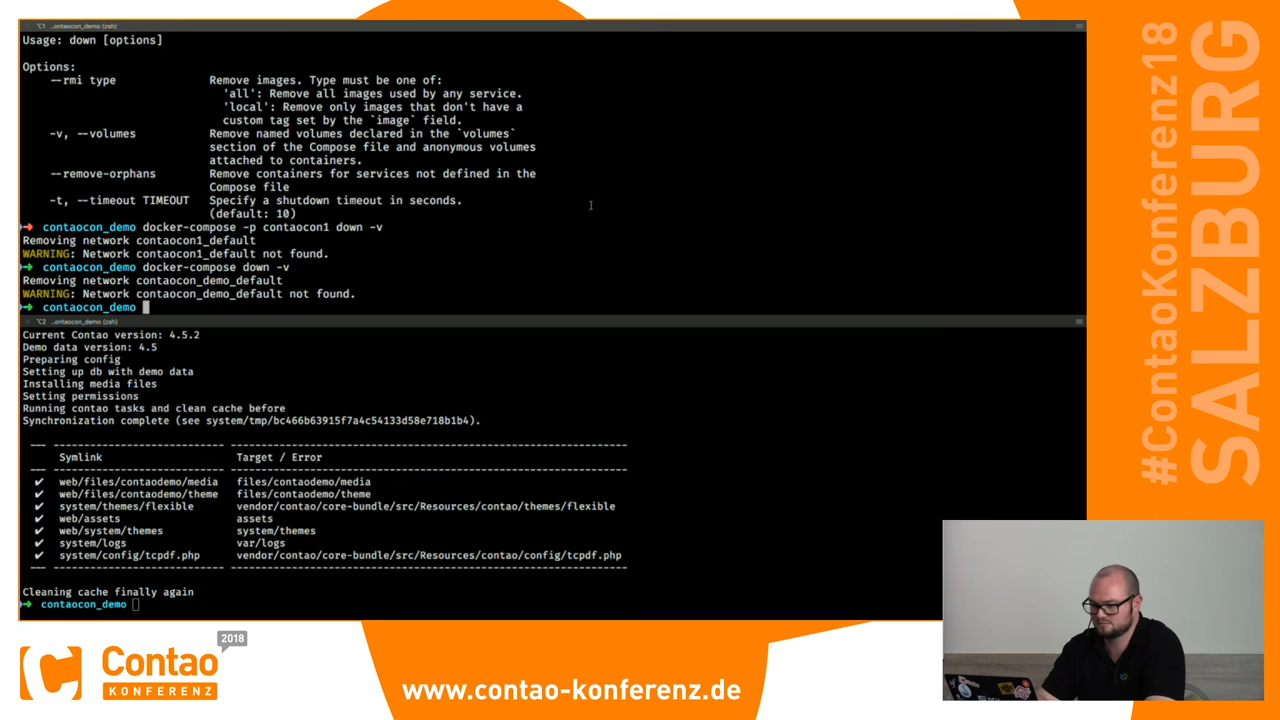 ..ontaocon_demo (zsh)
Usage: down [options]
Options:
--rmi type Remove images. Type must be one of:
'all': Remove all images used by any service.
'local': Remove only images that don't have a
custom tag set by the `image` field.
-v, --volumes Remove named volumes declared in the `volumes`
section of the Compose file and anonymous volumes
attached to containers.
--remove-orphans Remove containers for services not defined in the
Compose file
-t, --timeout TIMEOUT Specify a shutdown timeout in seconds.
(default: 10)
➜ contaocon_demo docker-compose -p contaocon1 down -v
Removing network contaocon1_default
WARNING: Network contaocon1_default not found.
➜ contaocon_demo docker-compose down -v
Removing network contaocon_demo_default
WARNING: Network contaocon_demo_default not found.
➜ contaocon_demo
..ontaocon_demo (zsh)
Current Contao version: 4.5.2
Demo data version: 4.5
Preparing config
Setting up db with demo data
Installing media files
Setting permissions
Running contao tasks and clean cache before
Synchronization complete (see system/tmp/bc466b63915f7a4c54133d58e718b1b4).
Symlink Target / Error
✔ web/files/contaodemo/media files/contaodemo/media
✔ web/files/contaodemo/theme files/contaodemo/theme
✔ system/themes/flexible vendor/contao/core-bundle/src/Resources/contao/themes/flexible
✔ web/assets assets
✔ web/system/themes system/themes
✔ system/logs var/logs
✔ system/config/tcpdf.php vendor/contao/core-bundle/src/Resources/contao/config/tcpdf.php
Cleaning cache finally again
➜ contaocon_demo
#ContaoKonferenz18
SALZBURG
2018
Contao
KONFERENZ
www.contao-konferenz.de